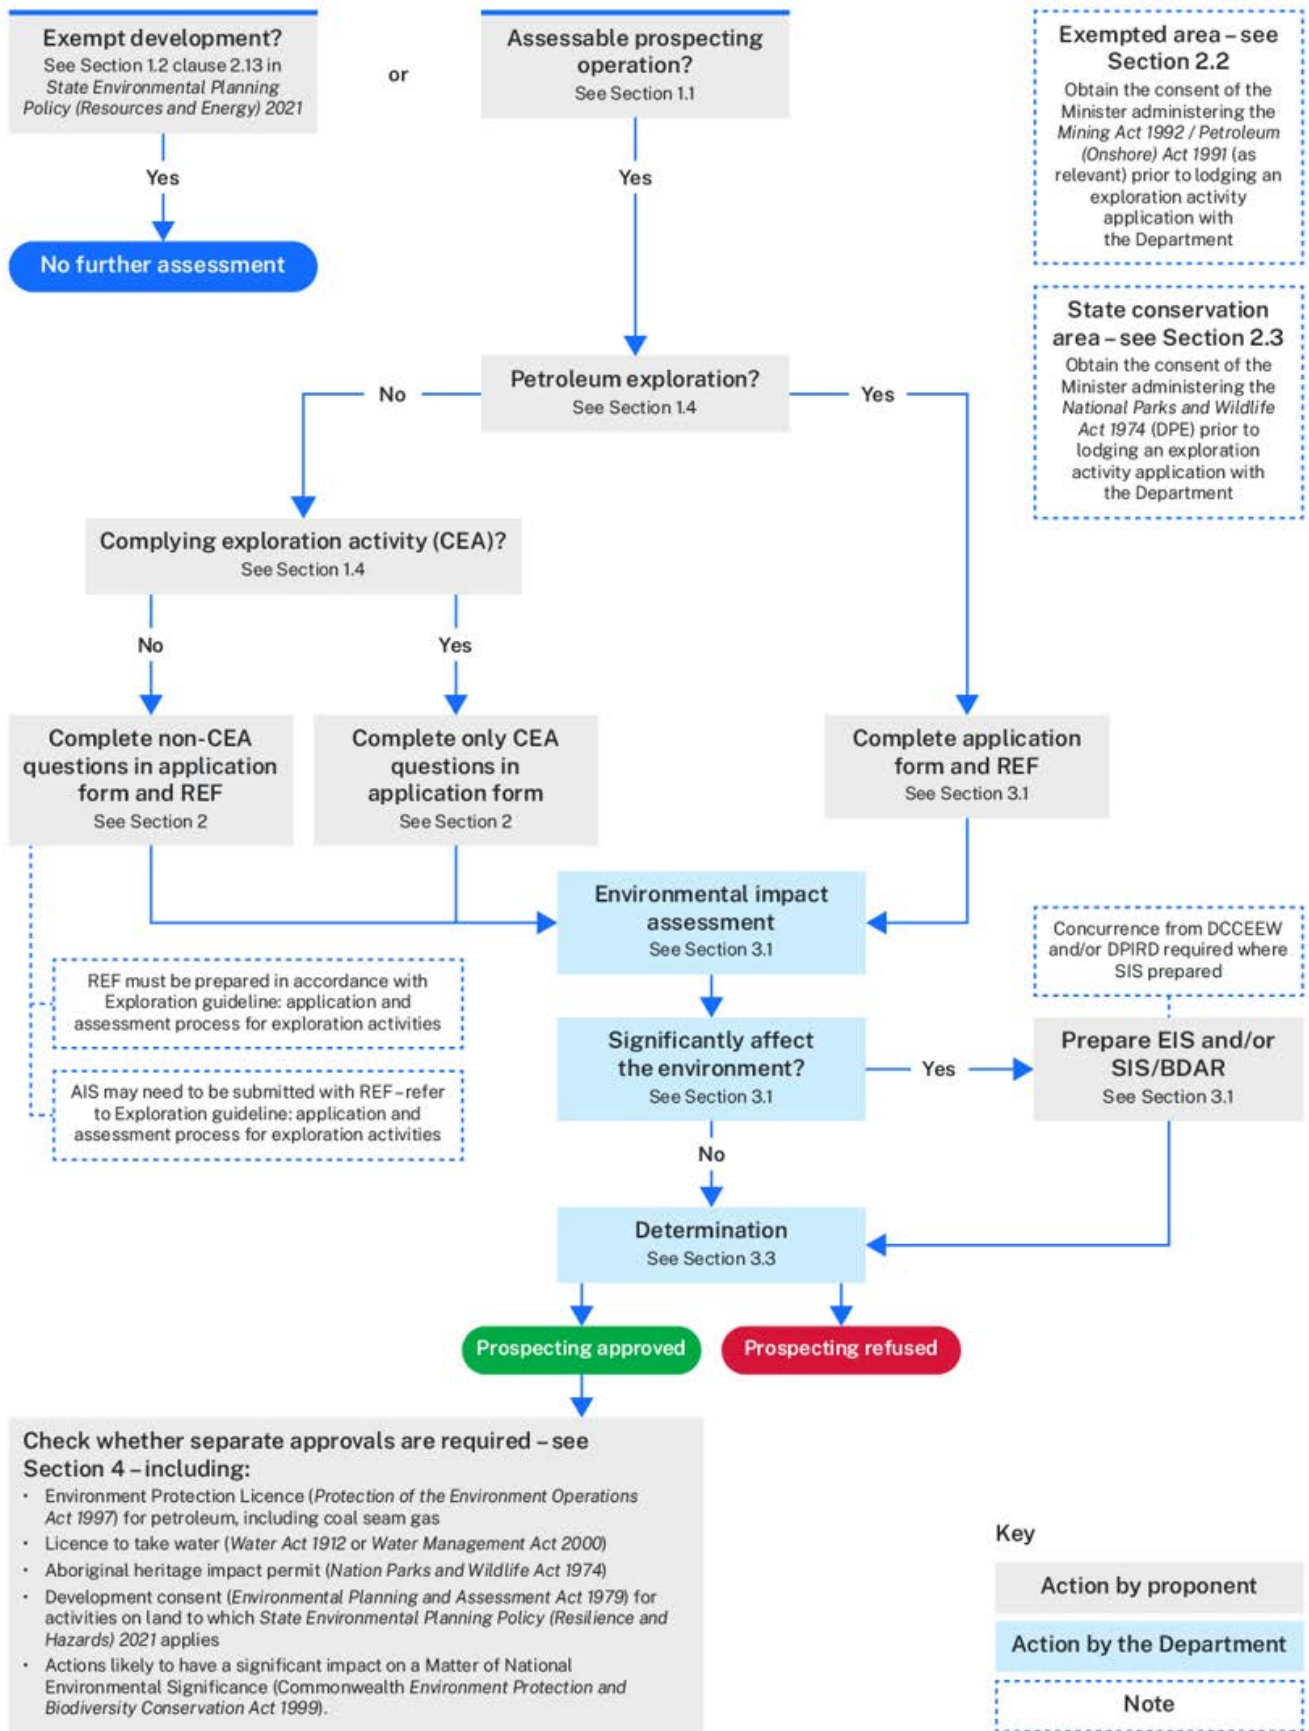 Exempt development?
See Section 1.2 clause 2.13 in
State Environmental Planning
Policy (Resources and Energy) 2021
or
Assessable prospecting
operation?
See Section 1.1
Exempted area – see
Section 2.2
Obtain the consent of the
Minister administering the
Mining Act 1992 / Petroleum
(Onshore) Act 1991 (as
relevant) prior to lodging an
exploration activity
application with
the Department
Yes
Yes
No further assessment
State conservation
area – see Section 2.3
Obtain the consent of the
Minister administering the
National Parks and Wildlife
Act 1974 (DPE) prior to
lodging an exploration
activity application with
the Department
Petroleum exploration?
See Section 1.4
No
Yes
Complying exploration activity (CEA)?
See Section 1.4
No
Yes
Complete non-CEA
questions in application
form and REF
See Section 2
Complete only CEA
questions in
application form
See Section 2
Complete application
form and REF
See Section 3.1
Environmental impact
assessment
See Section 3.1
Concurrence from DCCEEW
and/or DPIRD required where
SIS prepared
REF must be prepared in accordance with
Exploration guideline: application and
assessment process for exploration activities
Significantly affect
the environment?
See Section 3.1
Yes
Prepare EIS and/or
SIS/BDAR
See Section 3.1
AIS may need to be submitted with REF – refer
to Exploration guideline: application and
assessment process for exploration activities
No
Determination
See Section 3.3
Prospecting approved
Prospecting refused
Check whether separate approvals are required – see
Section 4 – including:
• Environment Protection Licence (Protection of the Environment Operations
Act 1997) for petroleum, including coal seam gas
• Licence to take water (Water Act 1912 or Water Management Act 2000)
• Aboriginal heritage impact permit (Nation Parks and Wildlife Act 1974)
• Development consent (Environmental Planning and Assessment Act 1979) for
activities on land to which State Environmental Planning Policy (Resilience and
Hazards) 2021 applies
• Actions likely to have a significant impact on a Matter of National
Environmental Significance (Commonwealth Environment Protection and
Biodiversity Conservation Act 1999).
Key
Action by proponent
Action by the Department
Note